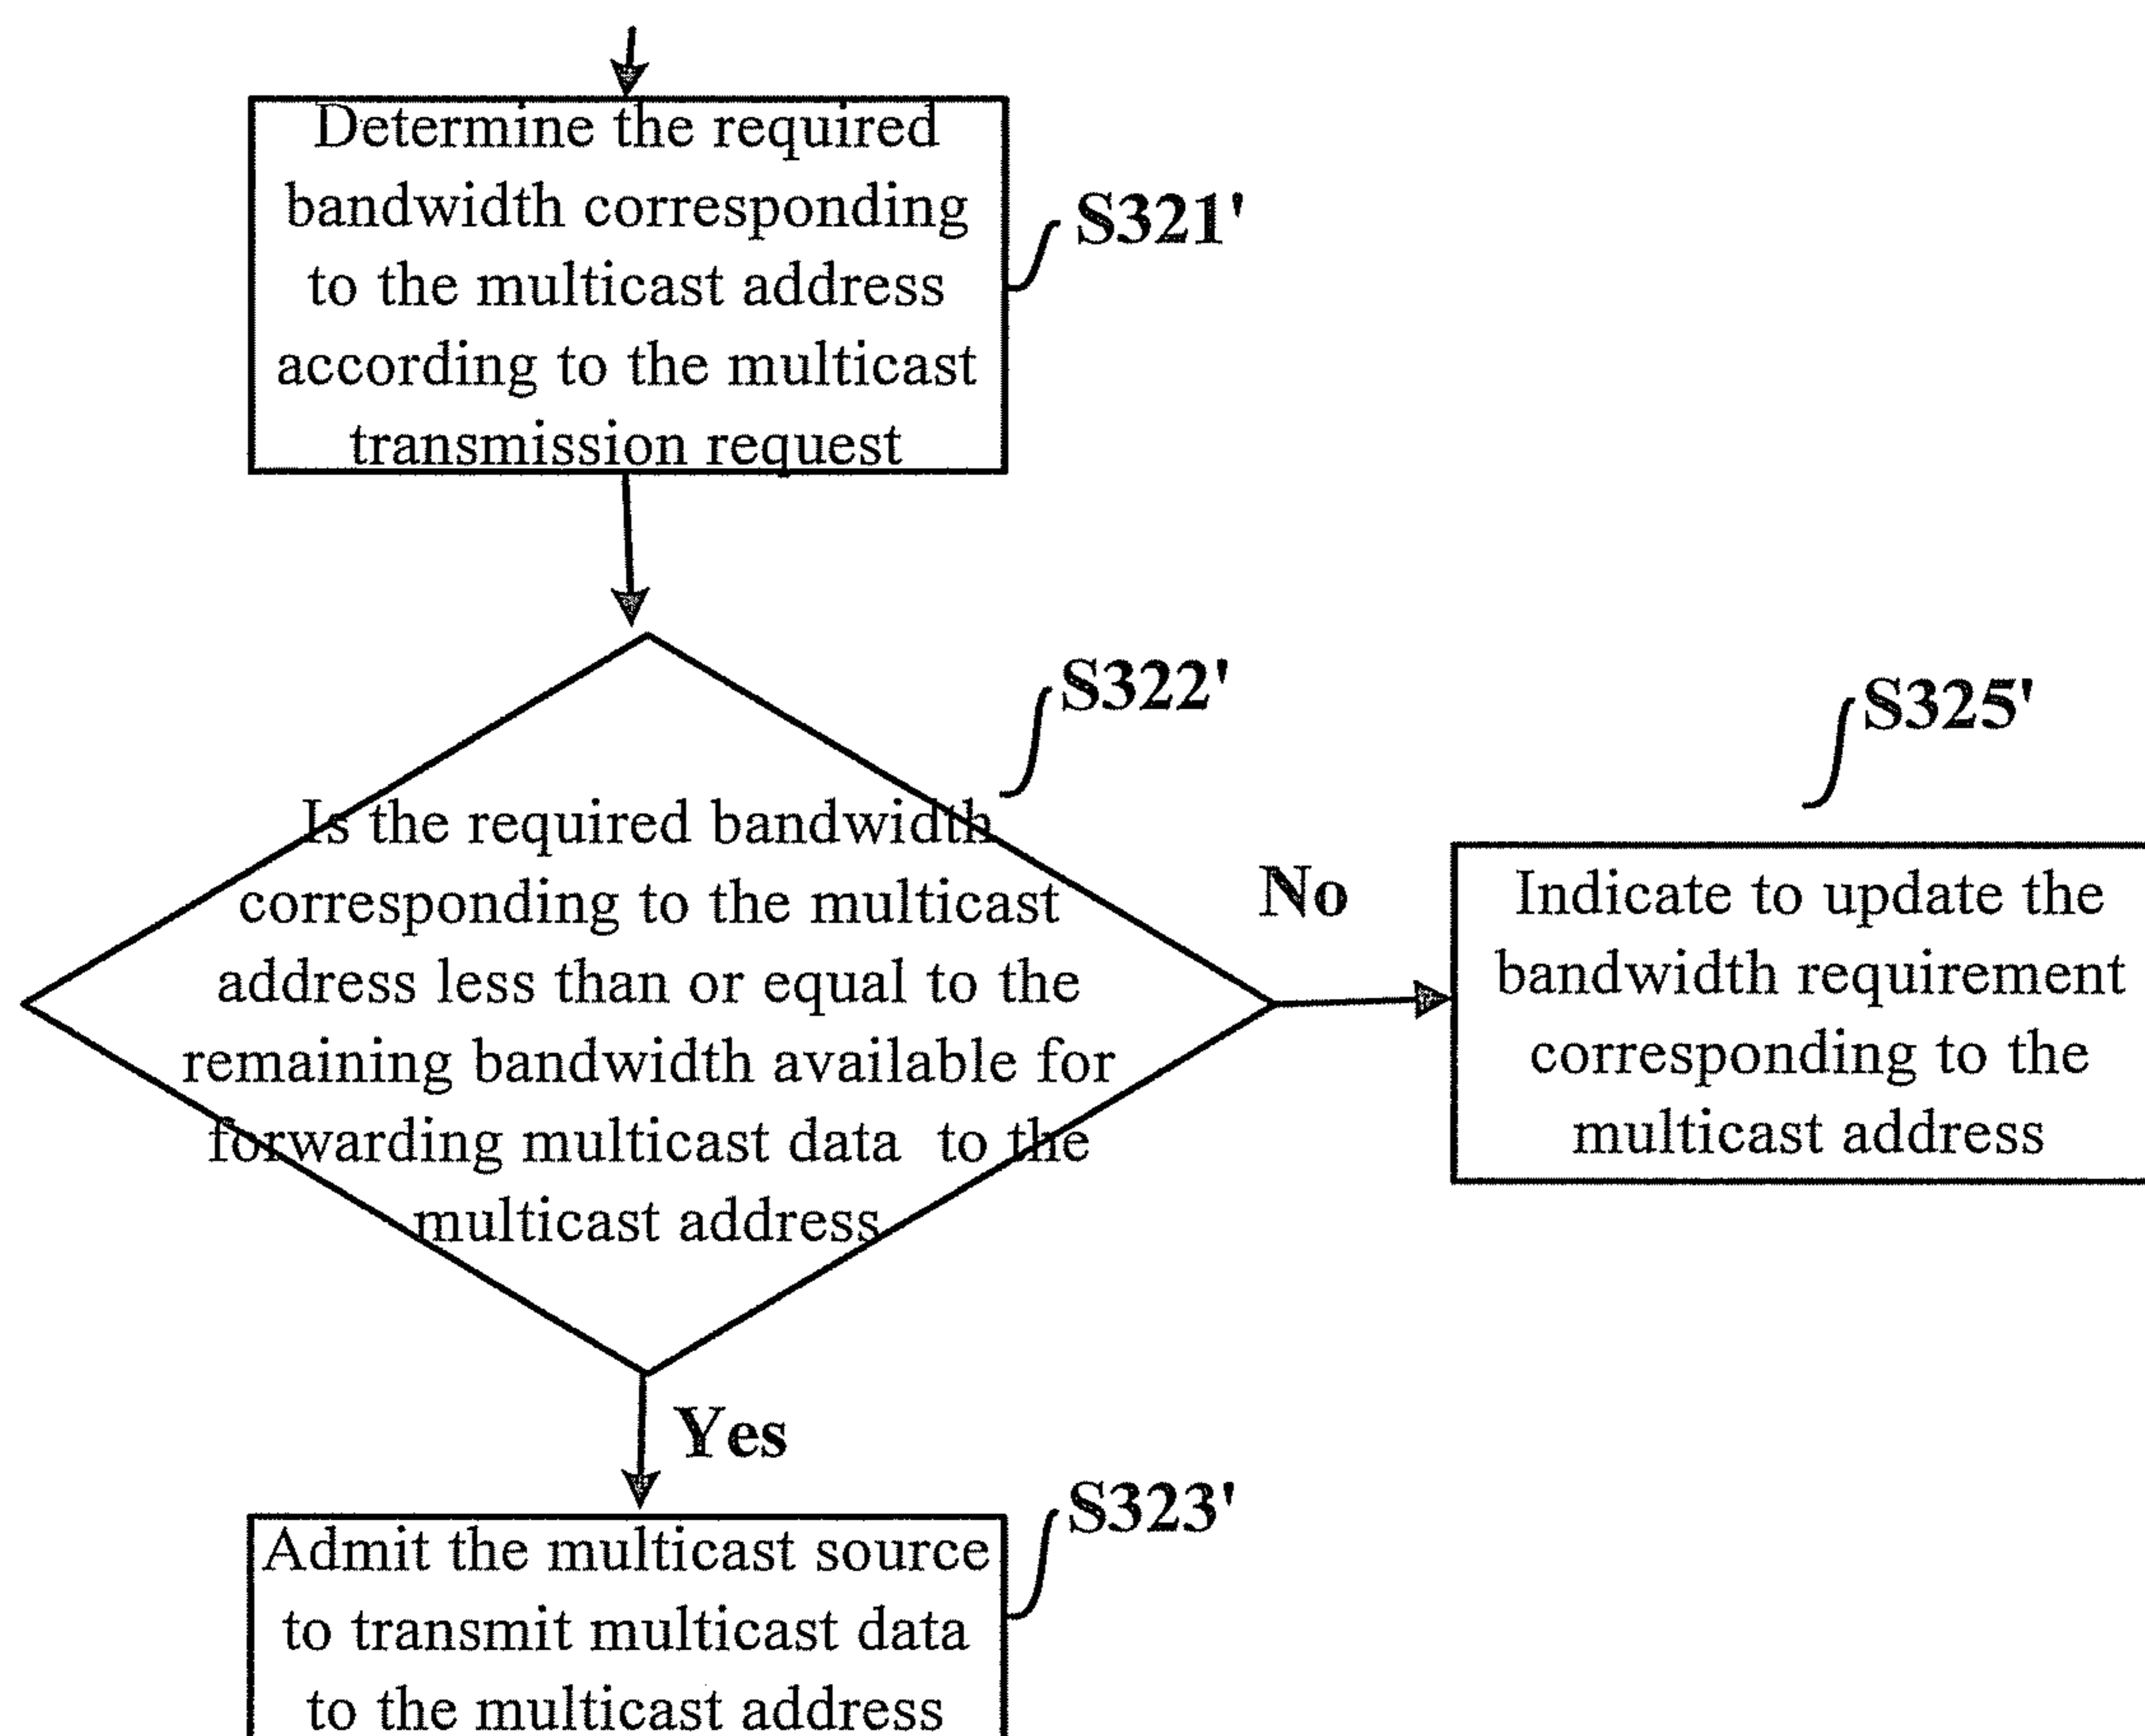 Determine the required
bandwidth corresponding
to the multicast address
according to the multicast
transmission request
S321'
S322'
Is the required bandwidth
corresponding to the multicast
address less than or equal to the
remaining bandwidth available for
forwarding multicast data to the
multicast address
No
S325'
Indicate to update the
bandwidth requirement
corresponding to the
multicast address
Yes
S323'
Admit the multicast source
to transmit multicast data
to the multicast address